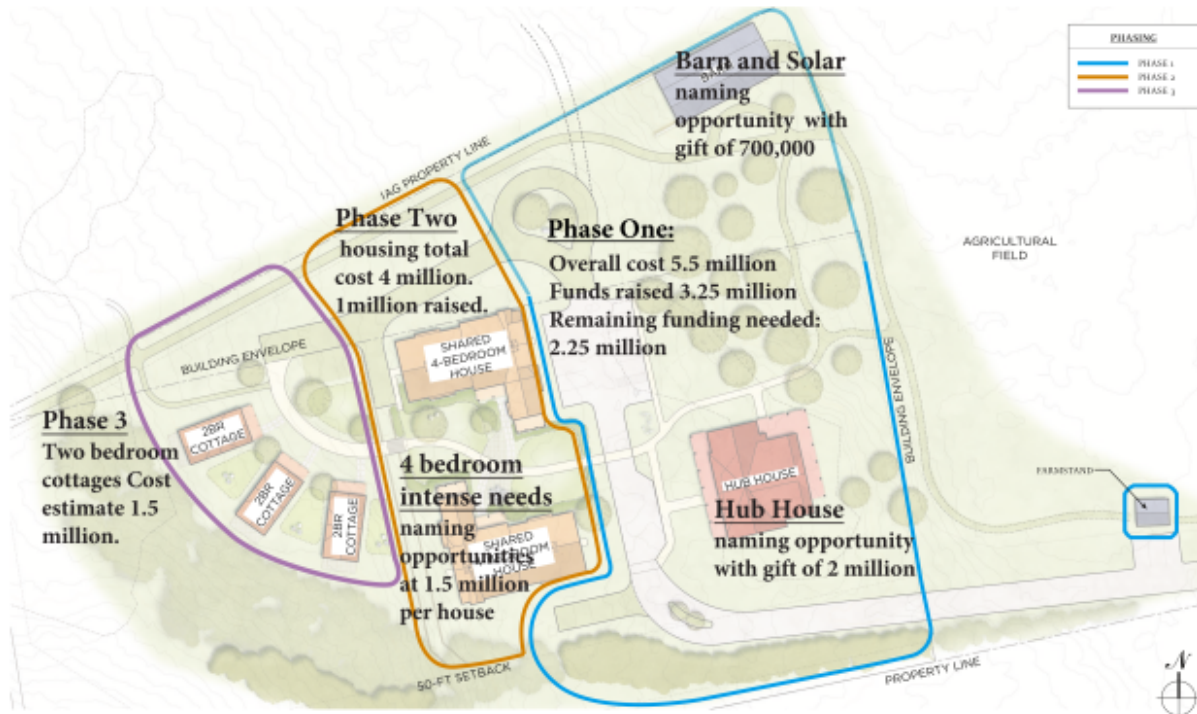 PHASING
PHASE 1
PHASE 2
PHASE 3
Barn and Solar
naming
opportunity with
gift of 700,000
IAG PROPERTY LINE
Phase Two
housing total
cost 4 million.
1million raised.
Phase One:
Overall cost 5.5 million
Funds raised 3.25 million
Remaining funding needed:
2.25 million
AGRICULTURAL
FIELD
BUILDING ENVELOPE
SHARED
4-BEDROOM
HOUSE
BUILDING ENVELOPE
Phase 3
Two bedroom
cottages Cost
estimate 1.5
million.
2BR
COTTAGE
2BR
COTTAGE
2BR
COTTAGE
4 bedroom
intense needs
naming
opportunities
at 1.5 million
per house
SHARED
HOUSE
HUB HOUSE
Hub House
naming opportunity
with gift of 2 million
FARMSTAND
50-FT SETBACK
PROPERTY LINE
N